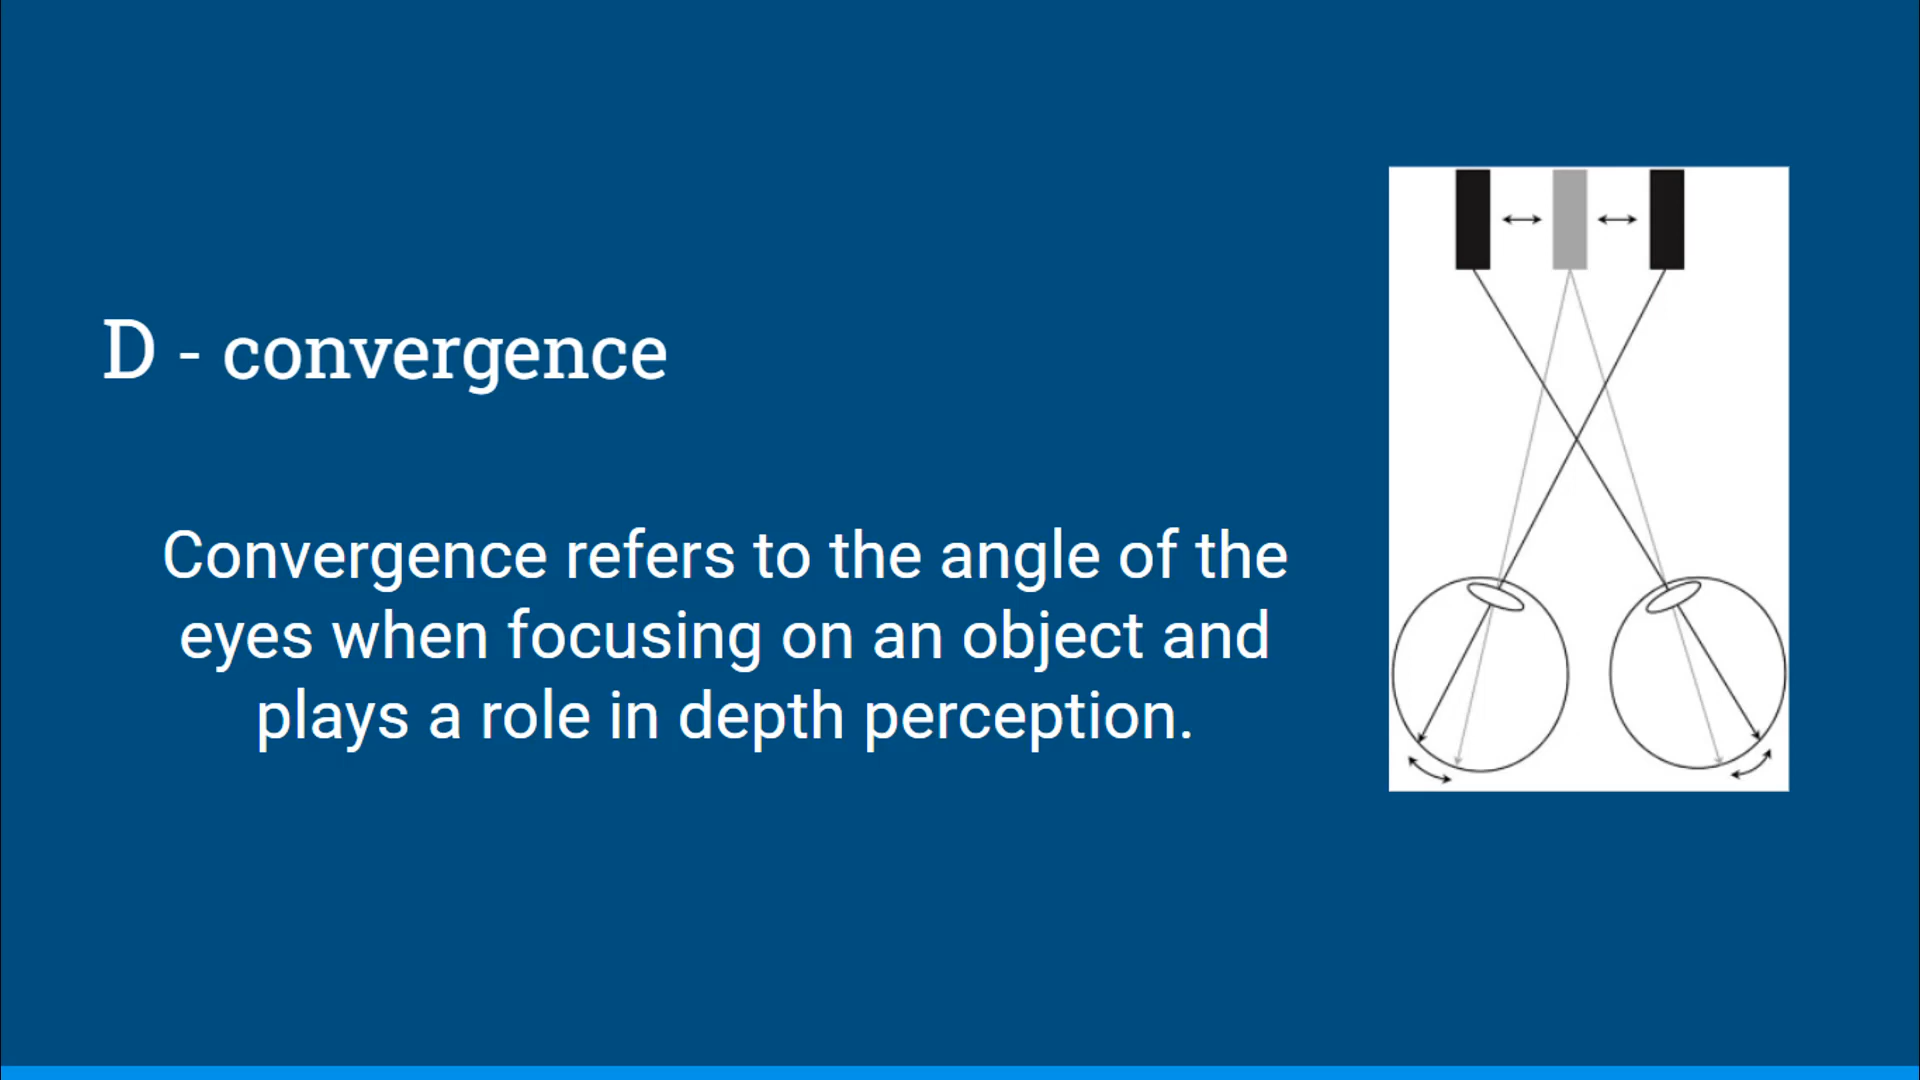 D - convergence
Convergence refers to the angle of the
eyes when focusing on an object and
plays a role in depth perception.